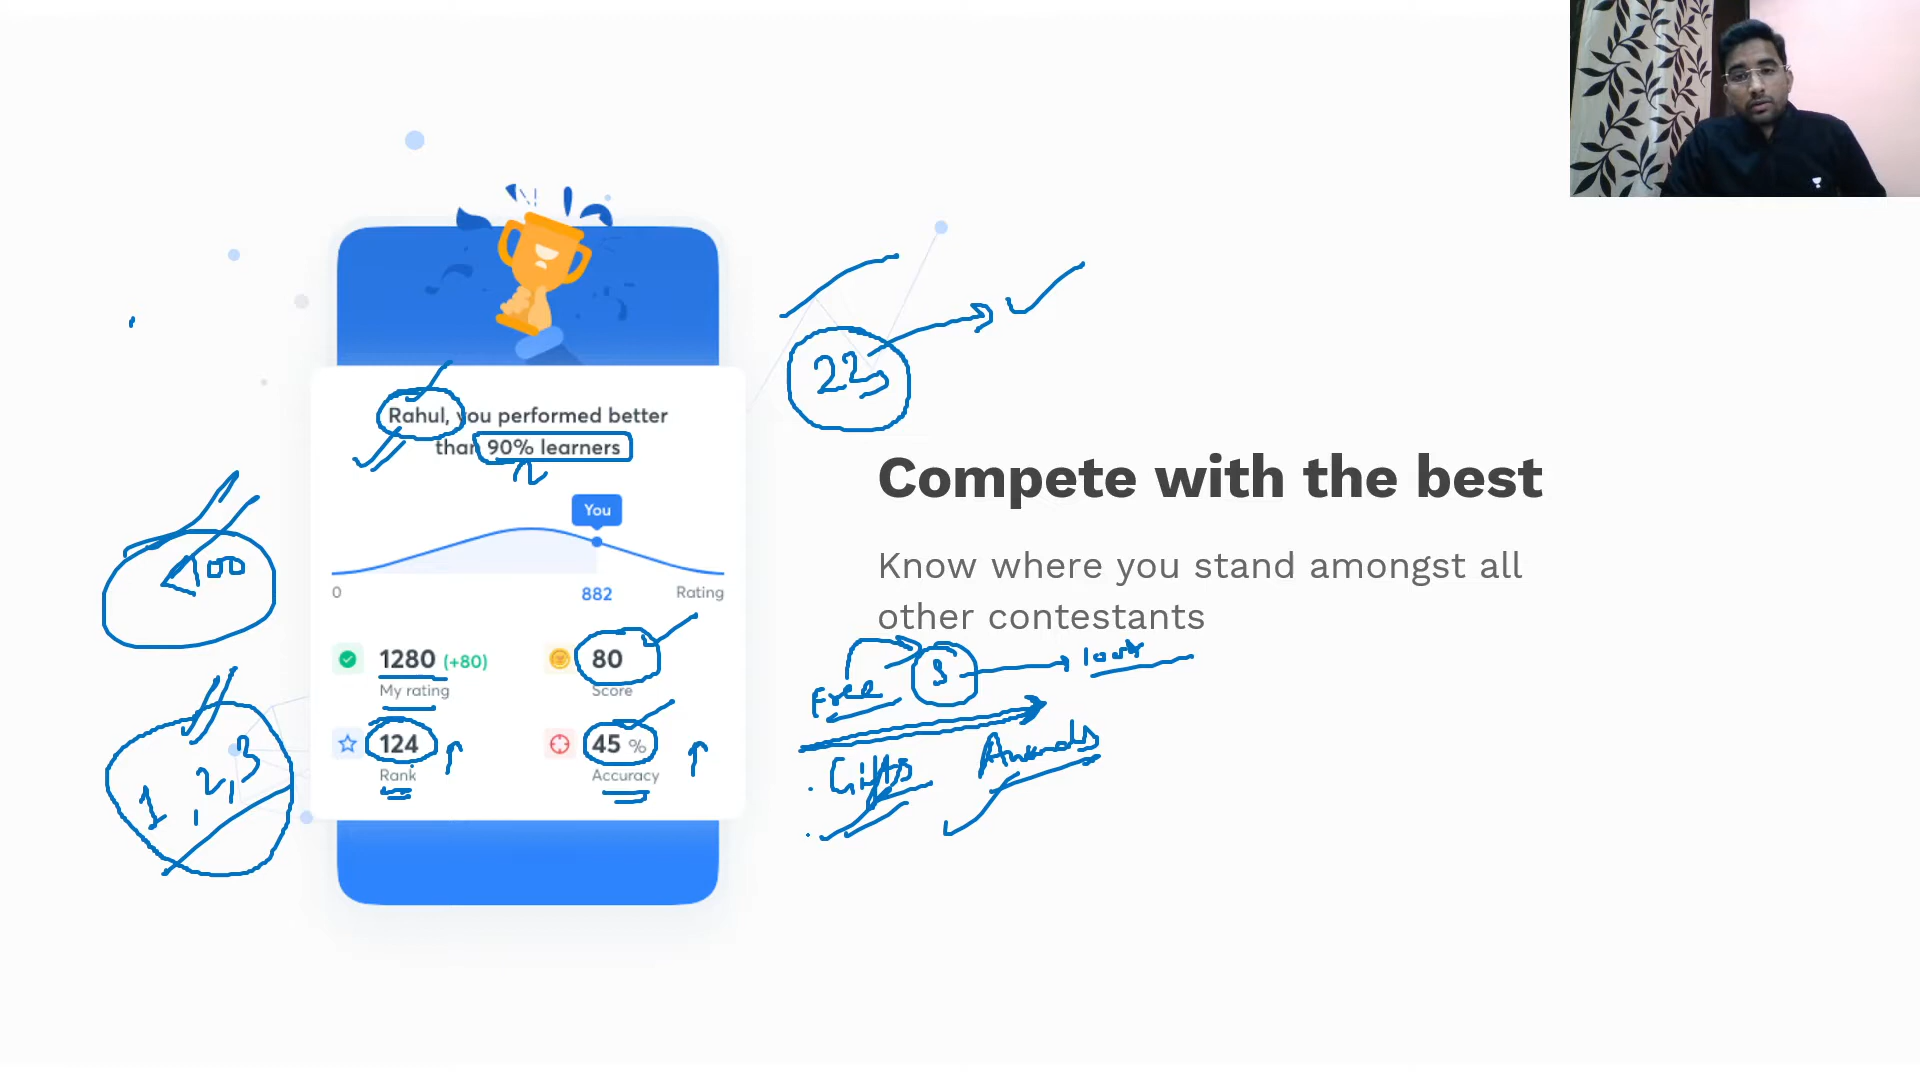 Rahul, you performed better
than 90% learners
You
0
882
Rating
1280 (+80)
My rating
80
Score
124
Rank
45 %
Accuracy
100
1, 2, 3
Compete with the best
Know where you stand amongst all
other contestants
Free
Gifts
Awards